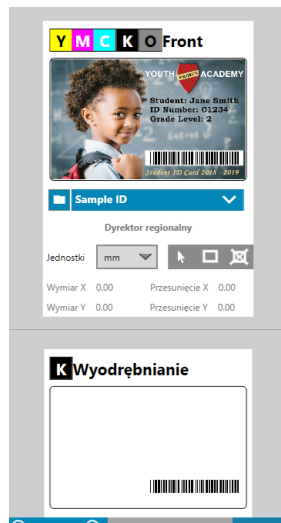 Y M C K O Front
YOUTH ACADEMY
Student: Jane Smith
ID Number: 01234
Grade Level: 2
Student ID Card 2018 - 2019
Sample ID
Dyrektor regionalny
Jednostki mm
Wymiar X 0.00 Przesunięcie X 0.00
Wymiar Y 0.00 Przesunięcie Y 0.00
K Wyodrębnianie